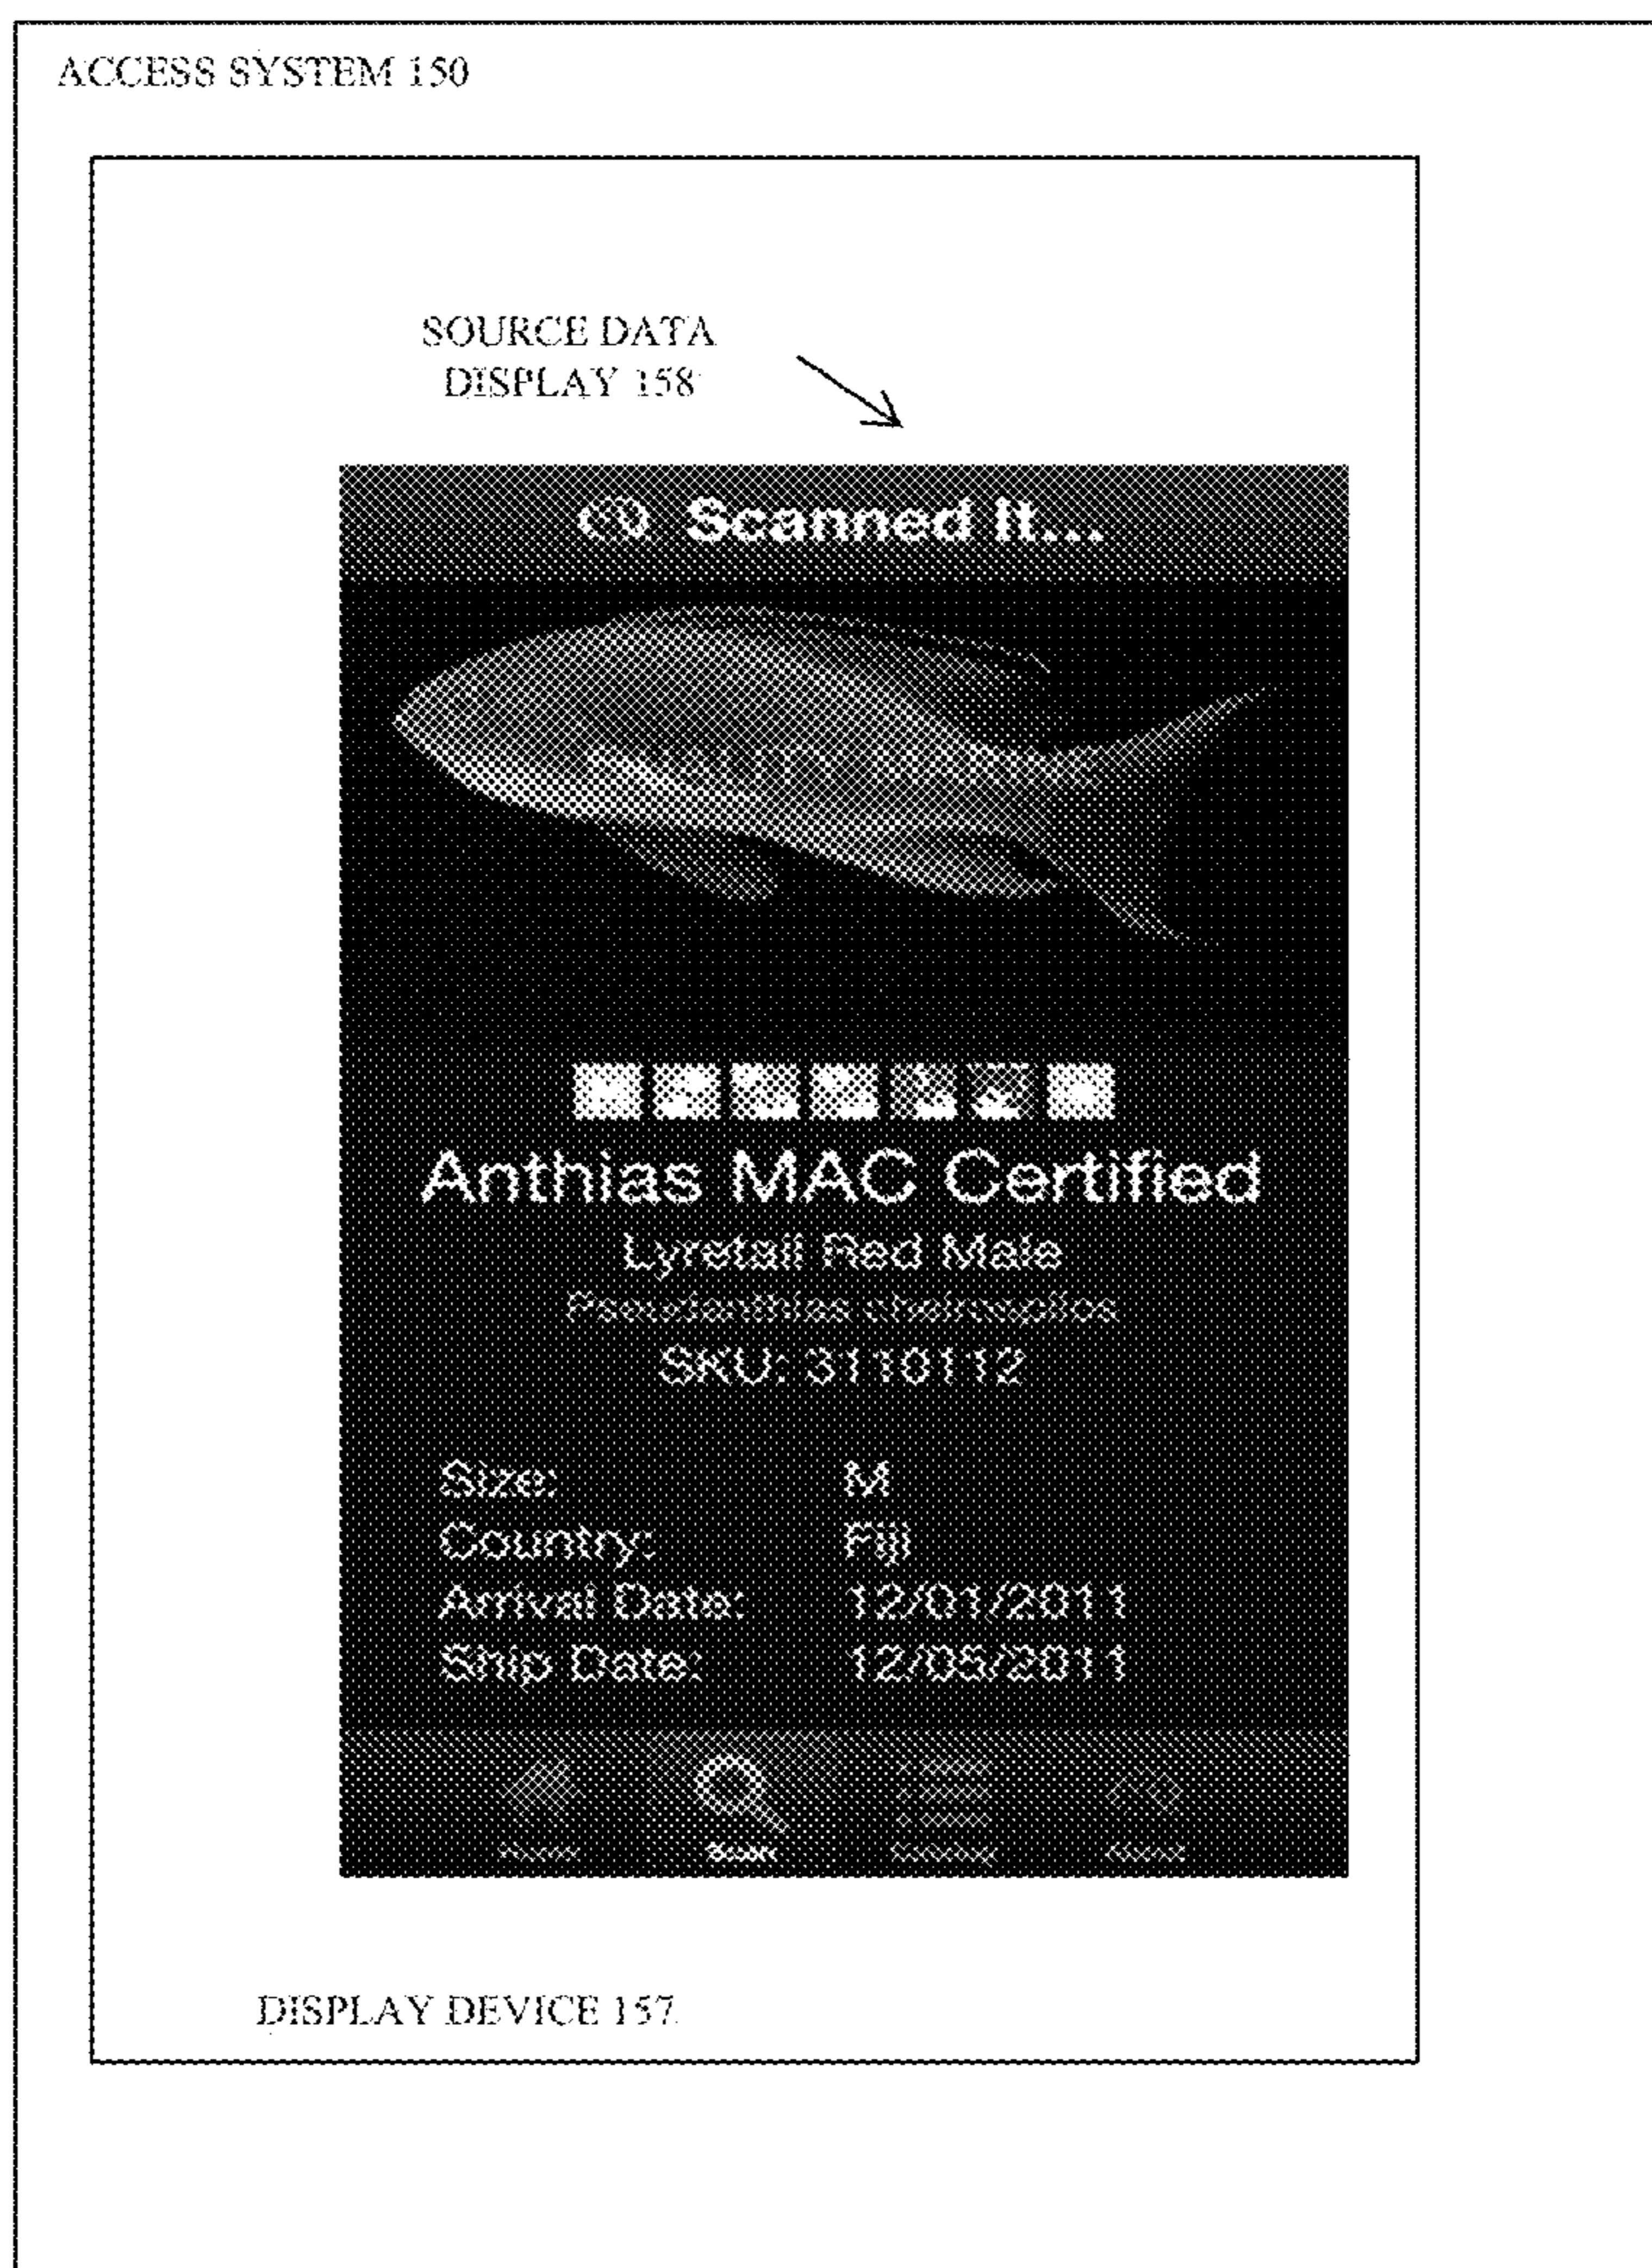 ACCESS SYSTEM 150
SOURCE DATA
DISPLAY 158
Scanned It...
Anthias MAC Certified
Lyretail Red Male
SKU: 3110112
Size: M
Country: Fiji
Arrival Date: 12/01/2011
Ship Date: 12/05/2011
Scan
DISPLAY DEVICE 157